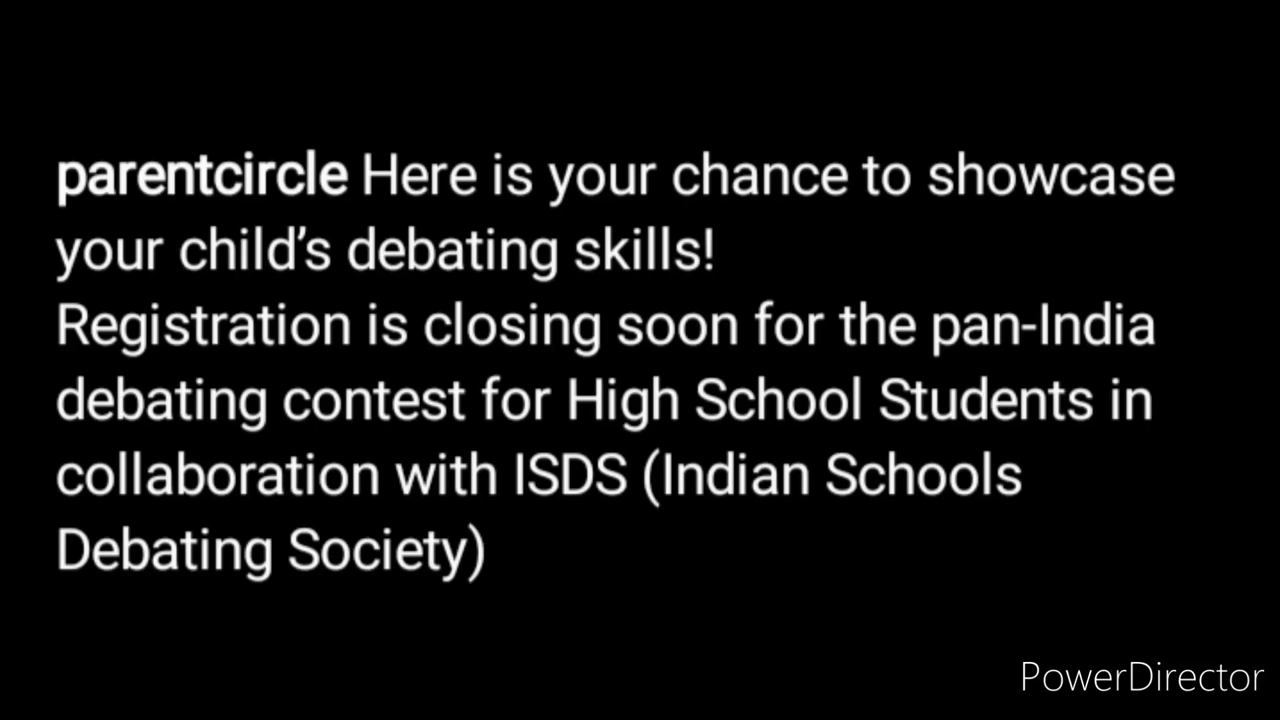 parentcircle Here is your chance to showcase
your child’s debating skills!
Registration is closing soon for the pan-India
debating contest for High School Students in
collaboration with ISDS (Indian Schools
Debating Society)
PowerDirector